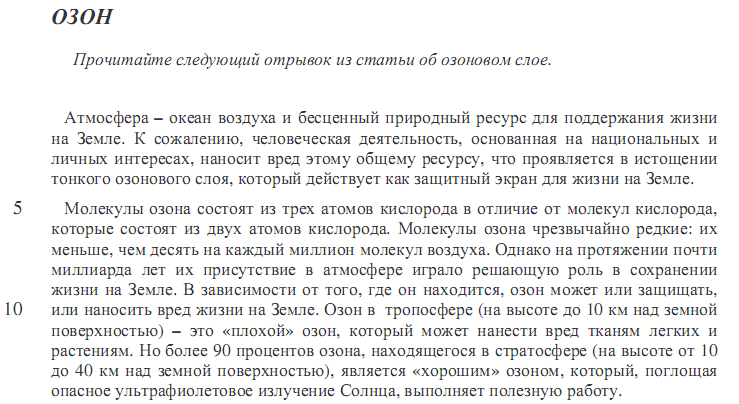 ОЗОН
Прочитайте следующий отрывок из статьи об озоновом слое.
Атмосфера – океан воздуха и бесценный природный ресурс для поддержания жизни
на Земле. К сожалению, человеческая деятельность, основанная на национальных и
личных интересах, наносит вред этому общему ресурсу, что проявляется в истощении
тонкого озонового слоя, который действует как защитный экран для жизни на Земле.
5 Молекулы озона состоят из трех атомов кислорода в отличие от молекул кислорода,
которые состоят из двух атомов кислорода. Молекулы озона чрезвычайно редкие: их
меньше, чем десять на каждый миллион молекул воздуха. Однако на протяжении почти
миллиарда лет их присутствие в атмосфере играло решающую роль в сохранении
жизни на Земле. В зависимости от того, где он находится, озон может или защищать,
10 или наносить вред жизни на Земле. Озон в тропосфере (на высоте до 10 км над земной
поверхностью) – это «плохой» озон, который может нанести вред тканям легких и
растениям. Но более 90 процентов озона, находящегося в стратосфере (на высоте от 10
до 40 км над земной поверхностью), является «хорошим» озоном, который, поглощая
опасное ультрафиолетовое излучение Солнца, выполняет полезную работу.